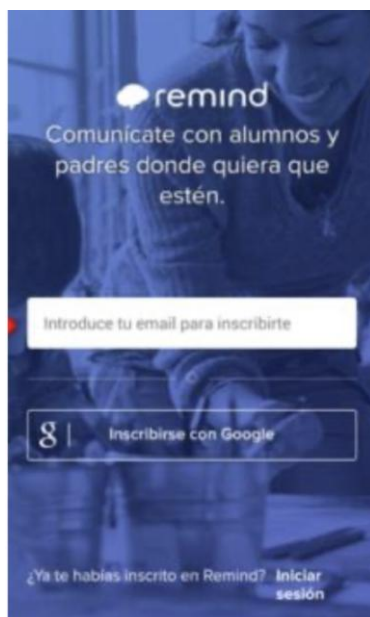 remind
Comunícate con alumnos y
padres donde quiera que
estén.
Introduce tu email para inscribirte
o
g | Inscribirse con Google
¿Ya te habías inscrito en Remind? Iniciar
sesión